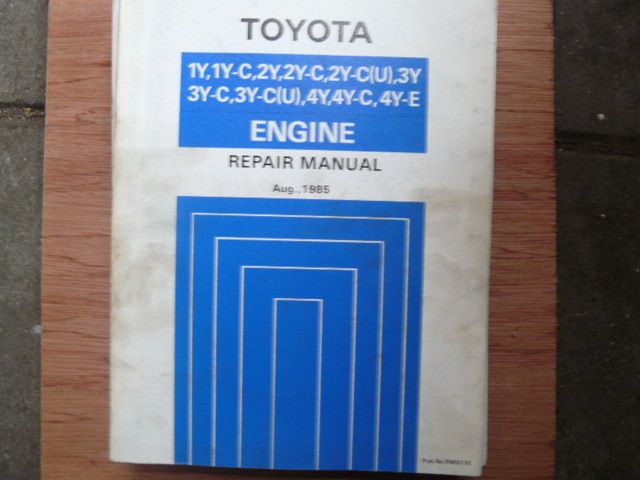 TOYOTA
1Y,1Y-C,2Y,2Y-C,2Y-C(U),3Y
3Y-C,3Y-C(U),4Y,4Y-C, 4Y-E
ENGINE
REPAIR MANUAL
Aug.,1985